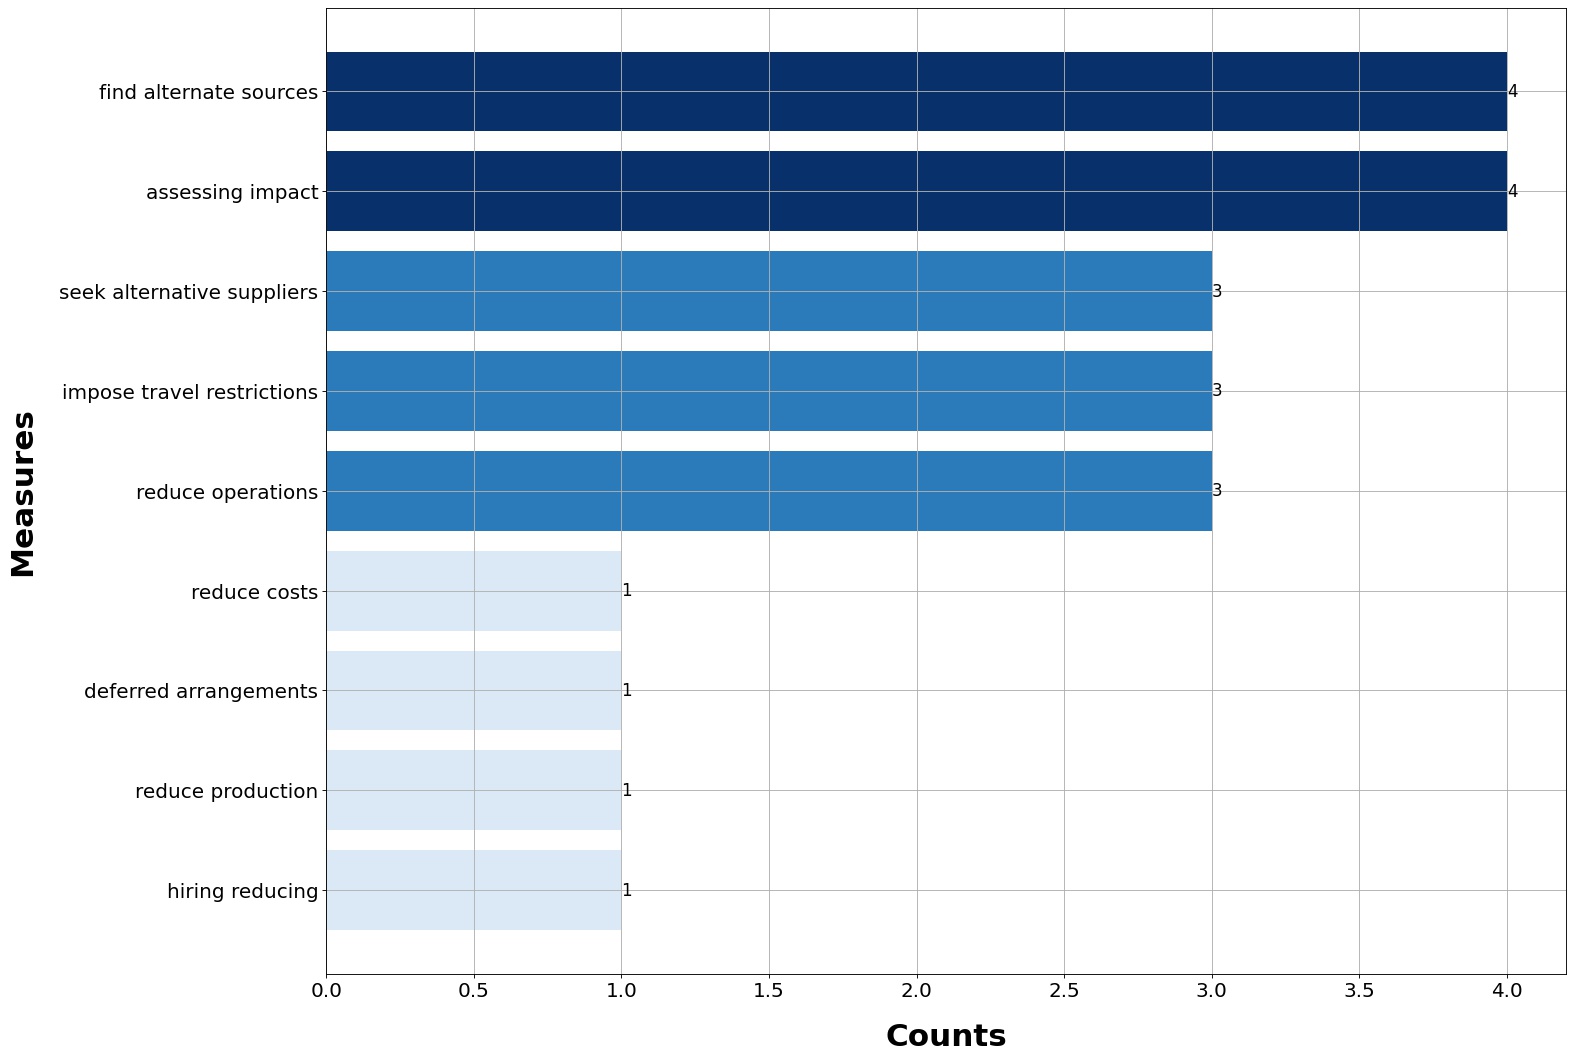 find alternate sources
4
assessing impact
4
seek alternative suppliers
3
impose travel restrictions
3
reduce operations
3
reduce costs
1
deferred arrangements
1
reduce production
1
hiring reducing
1
Measures
0.0 0.5 1.0 1.5 2.0 2.5 3.0 3.5 4.0
Counts